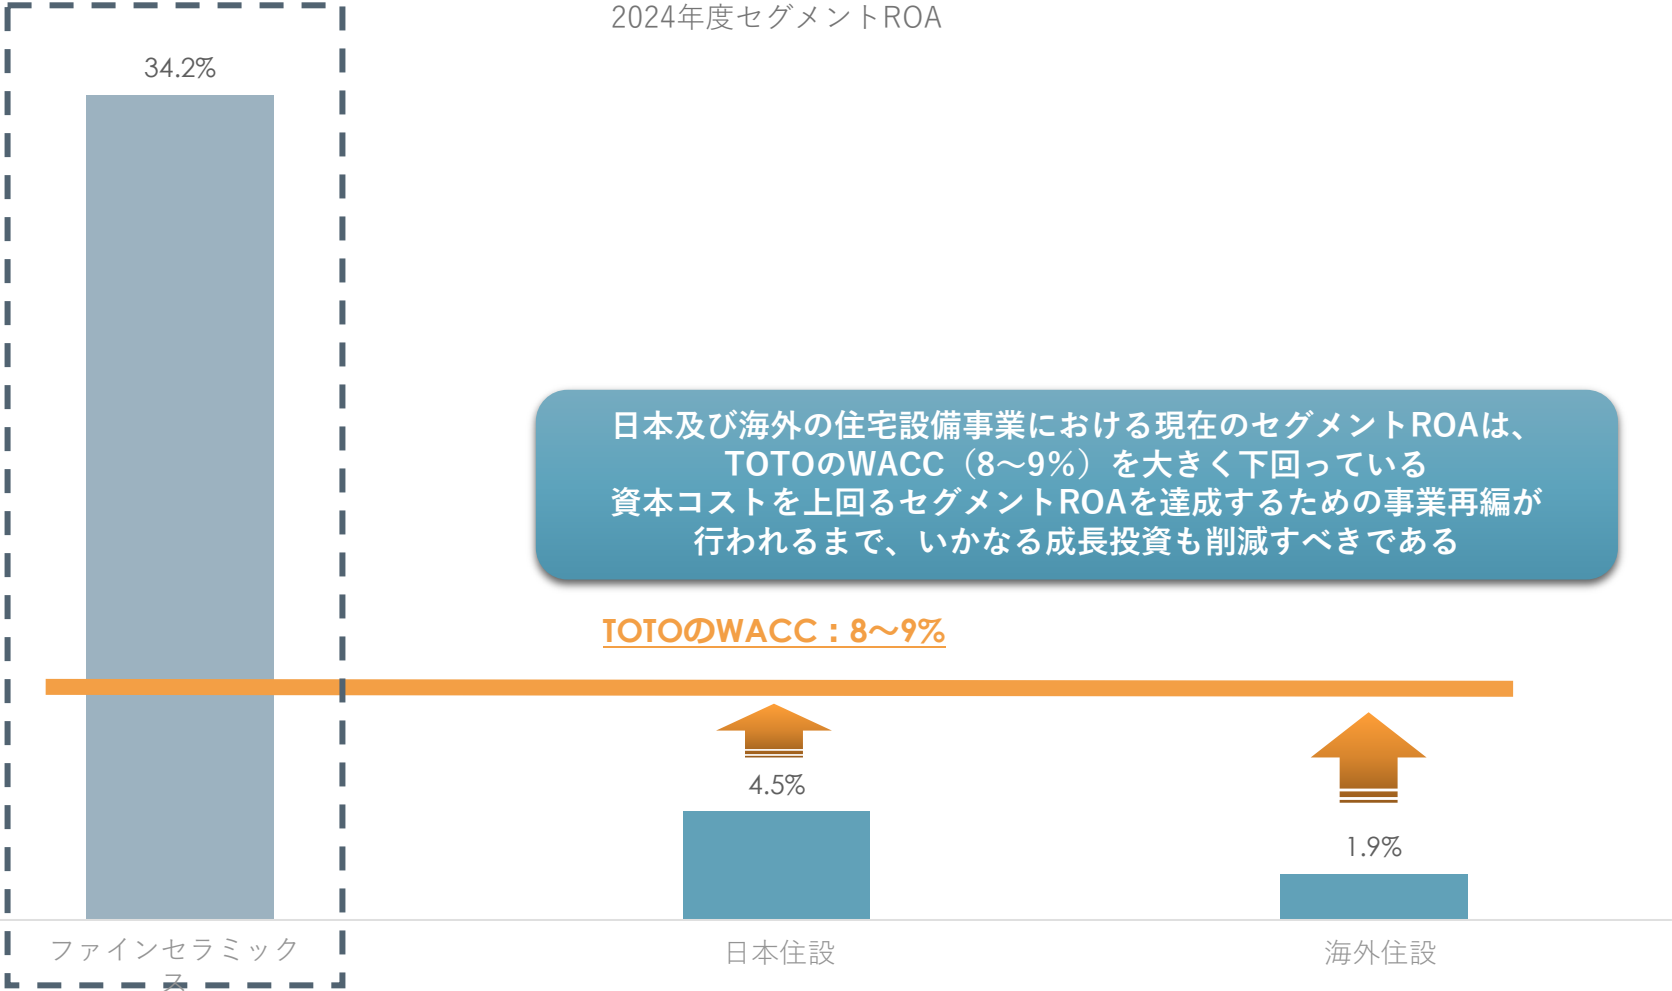 2024年度セグメントROA
34.2%
日本及び海外の住宅設備事業における現在のセグメントROAは、
TOTOのWACC（8～9%）を大きく下回っている
資本コストを上回るセグメントROAを達成するための事業再編が
行われるまで、いかなる成長投資も削減すべきである
TOTOのWACC：8～9%
4.5%
1.9%
ファインセラミック
ス
日本住設
海外住設